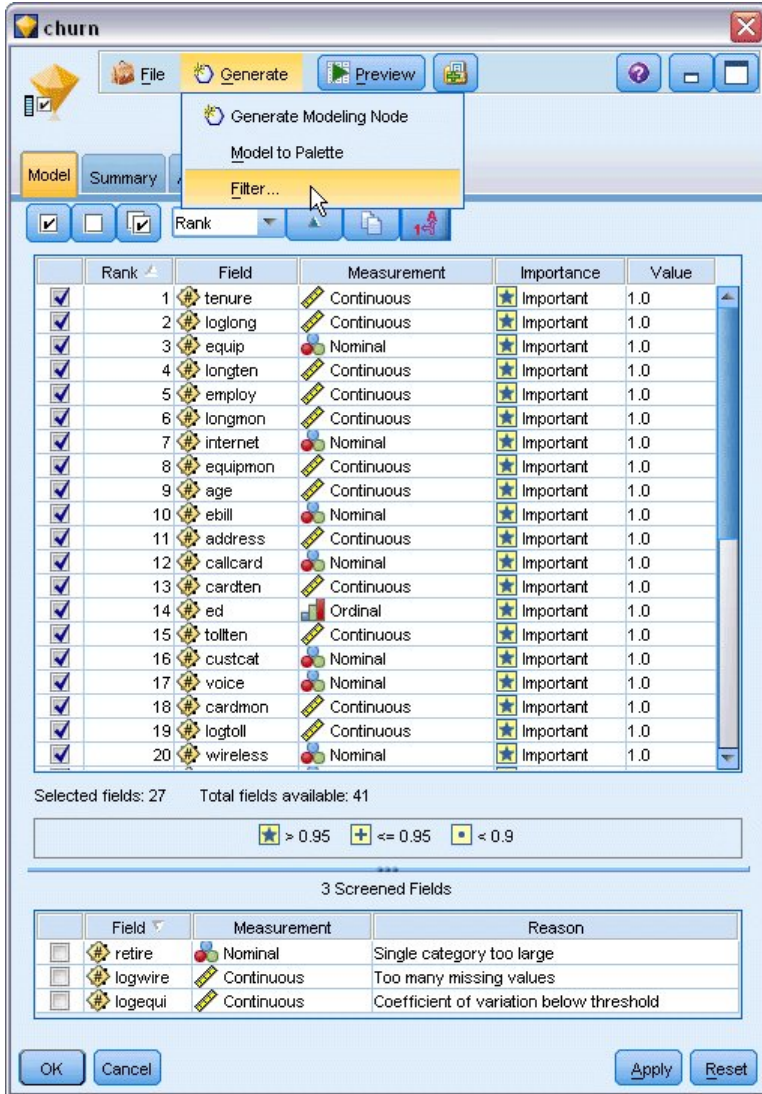 churn
File Generate Preview
Generate Modeling Node
Model to Palette
Filter...
Model Summary
Rank
Rank Field Measurement Importance Value
1 tenure Continuous Important 1.0
2 loglong Continuous Important 1.0
3 equip Nominal Important 1.0
4 longten Continuous Important 1.0
5 employ Continuous Important 1.0
6 longmon Continuous Important 1.0
7 internet Nominal Important 1.0
8 equipmon Continuous Important 1.0
9 age Continuous Important 1.0
10 ebill Nominal Important 1.0
11 address Continuous Important 1.0
12 callcard Nominal Important 1.0
13 cardten Continuous Important 1.0
14 ed Ordinal Important 1.0
15 tollten Continuous Important 1.0
16 custcat Nominal Important 1.0
17 voice Nominal Important 1.0
18 cardmon Continuous Important 1.0
19 logtoll Continuous Important 1.0
20 wireless Nominal Important 1.0
Selected fields: 27 Total fields available: 41
> 0.95 <= 0.95 < 0.9
3 Screened Fields
Field Measurement Reason
retire Nominal Single category too large
logwire Continuous Too many missing values
logequi Continuous Coefficient of variation below threshold
OK Cancel Apply Reset